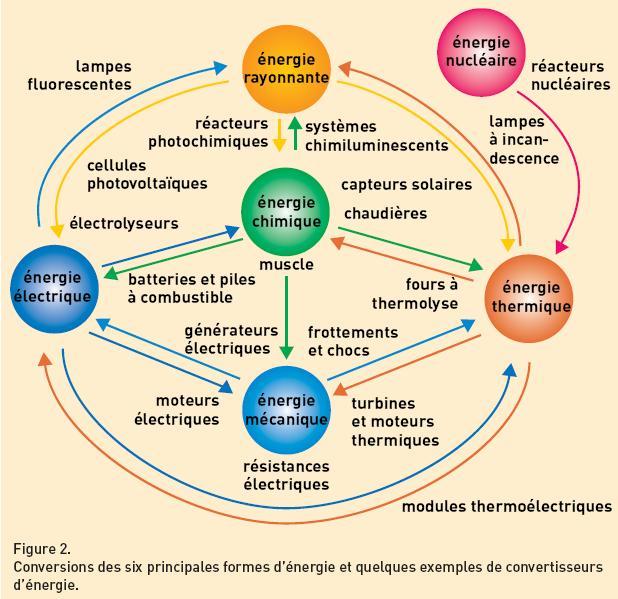 énergie
nucléaire
lampes
fluorescentes
énergie
rayonnante
réacteurs
nucléaires
réacteurs
photochimiques
systèmes
chimiluminescents
lampes
à incan-
descence
cellules
photovoltaïques
capteurs solaires
énergie
chimique
chaudières
électrolyseurs
muscle
énergie
électrique
batteries et piles
à combustible
fours à
thermolyse
énergie
thermique
générateurs
électriques
frottements
et chocs
moteurs
électriques
énergie
mécanique
turbines
et moteurs
thermiques
résistances
électriques
modules thermoélectriques
Figure 2.
Conversions des six principales formes d'énergie et quelques exemples de convertisseurs
d'énergie.